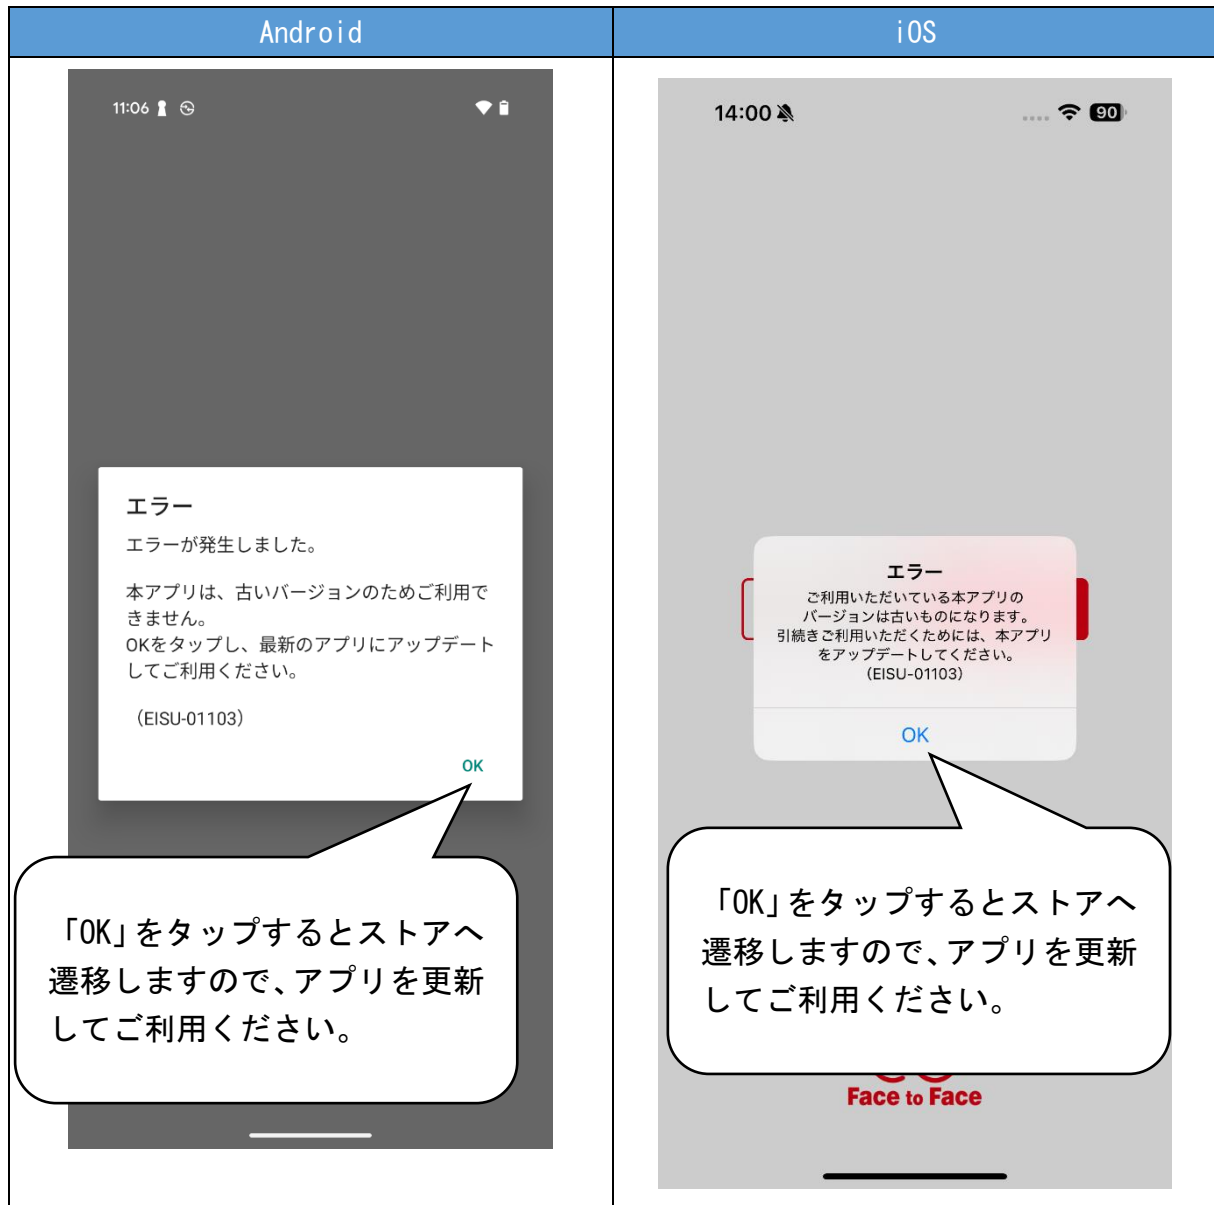 Android
iOS
11:06
エラー
エラーが発生しました。
本アプリは、古いバージョンのためご利用で
きません。
OKをタップし、最新のアプリにアップデート
してご利用ください。
（EISU-01103）
OK
「OK」をタップするとストアへ
遷移しますので、アプリを更新
してご利用ください。
14:00
90
エラー
ご利用いただいている本アプリの
バージョンは古いものになります。
引続きご利用いただくためには、本アプリ
をアップデートしてください。
（EISU-01103）
OK
「OK」をタップするとストアへ
遷移しますので、アプリを更新
してご利用ください。
Face to Face